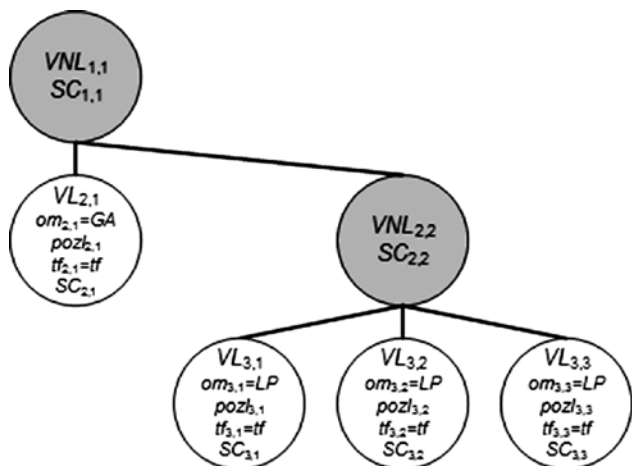 VNL1,1
SC1,1
VL2,1
om2,1=GA
pozl2,1
tf2,1=tf
SC2,1
VNL2,2
SC2,2
VL3,1
om3,1=LP
pozl3,1
tf3,1=tf
SC3,1
VL3,2
om3,2=LP
pozl3,2
tf3,2=tf
SC3,2
VL3,3
om3,3=LP
pozl3,3
tf3,3=tf
SC3,3